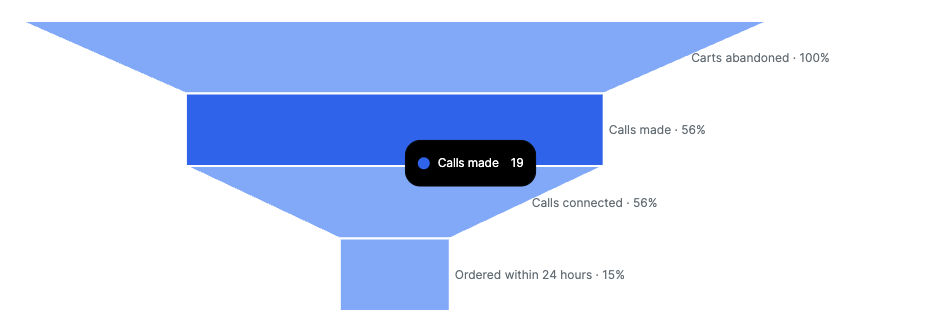 Carts abandoned · 100%
Calls made · 56%
Calls made 19
Calls connected · 56%
Ordered within 24 hours · 15%